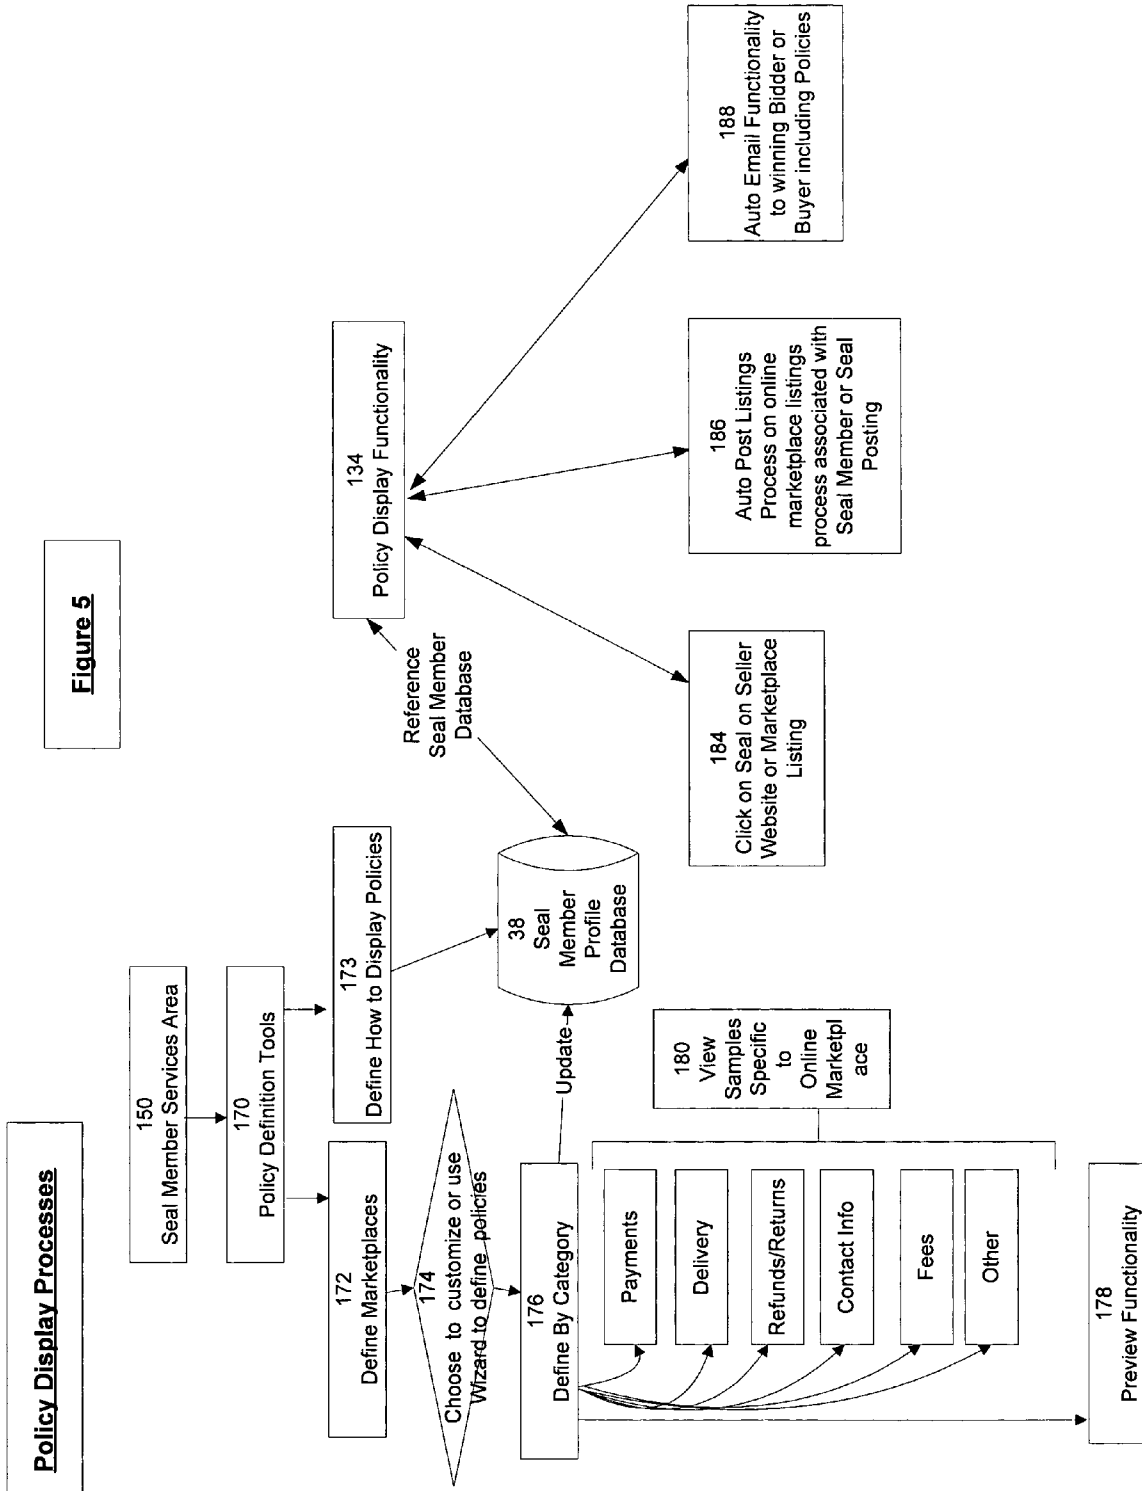 Policy Display Processes
Figure 5
150
Seal Member Services Area
170
Policy Definition Tools
172
Define Marketplaces
173
Define How to Display Policies
174
Choose to customize or use
Wizard to define policies
176
Define By Category
Update
38
Seal
Member
Profile
Database
Reference
Seal Member
Database
134
Policy Display Functionality
Payments
Delivery
Refunds/Returns
Contact Info
Fees
Other
180
View
Samples
Specific
to
Online
Marketpl
ace
178
Preview Functionality
184
Click on Seal on Seller
Website or Marketplace
Listing
186
Auto Post Listings
Process on online
marketplace listings
process associated with
Seal Member or Seal
Posting
188
Auto Email Functionality
to winning Bidder or
Buyer including Policies